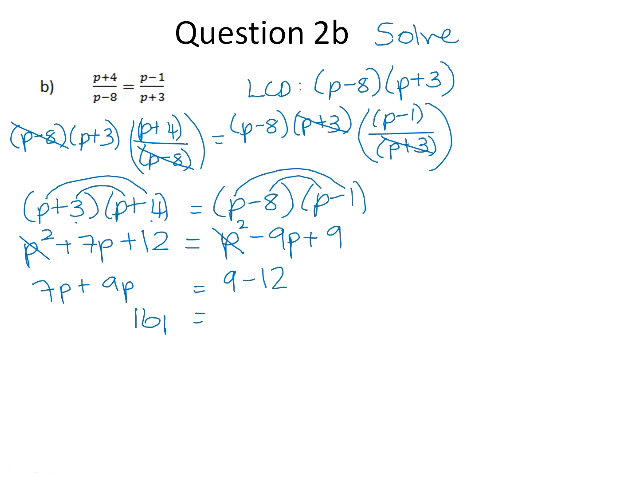 Question 2b Solve
b) p+4/p−8 = p−1/p+3 LCD: (p-8)(p+3)
(p-8)(p+3) ((p+4)/(p-8)) = (p-8)(p+3) ((p-1)/(p+3))
(p+3)(p+4) = (p-8)(p-1)
p² + 7p + 12 = p² - 9p + 9
7p + 9p = 9 - 12
16p =